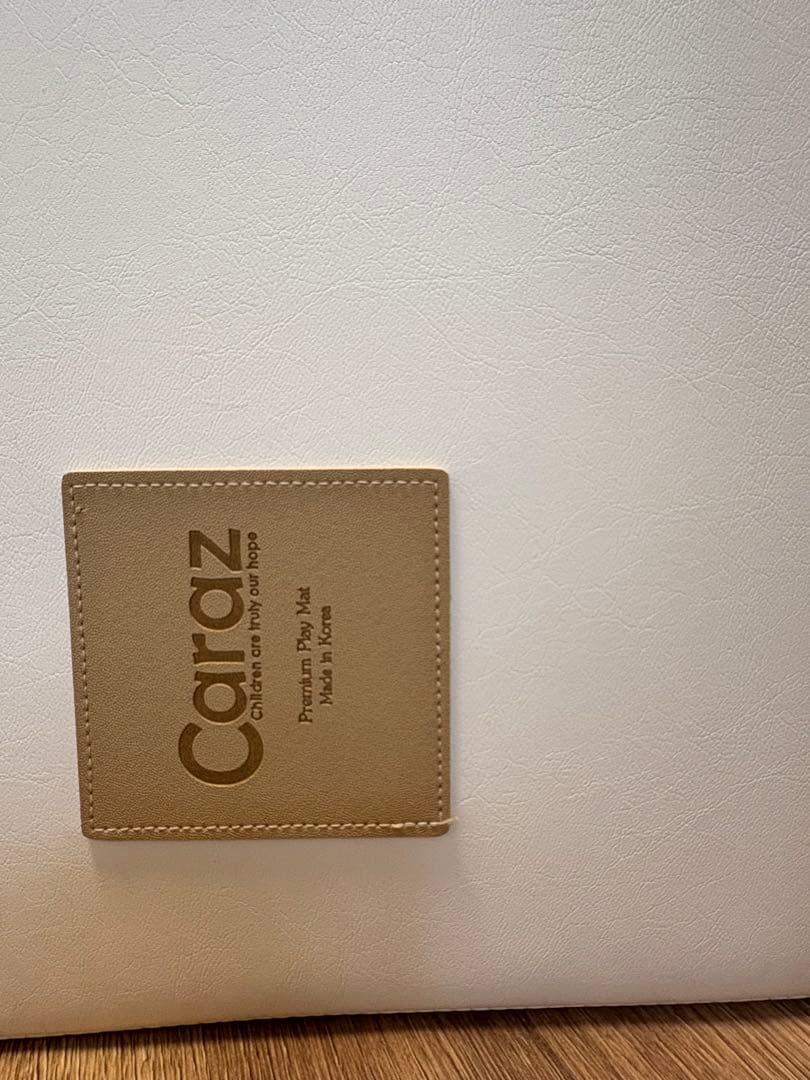 Caraz
Children are truly our hope
Premium Play Mat
Made in Korea